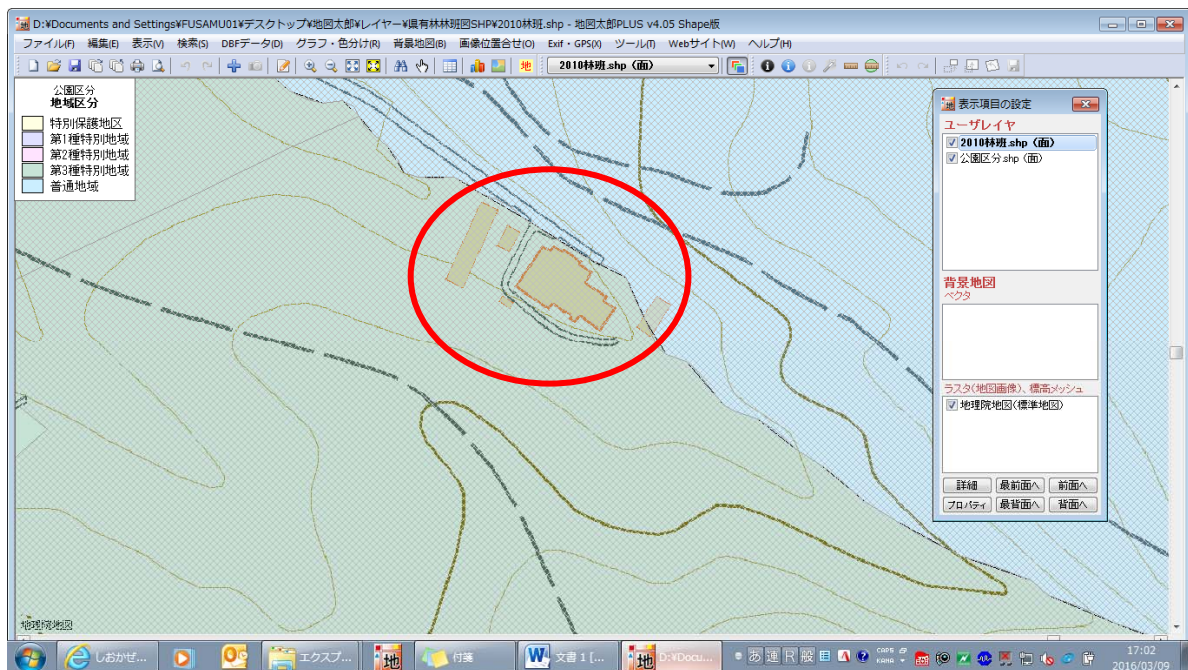 D:¥Documents and Settings¥FUSAMU01¥デスクトップ¥地図太郎¥レイヤー¥県有林林班図SHP¥2010林班.shp - 地図太郎PLUS v4.05 Shape版
ファイル(F) 編集(E) 表示(V) 検索(S) DBFデータ(D) グラフ・色分け(R) 背景地図(B) 画像位置合せ(O) Exif・GPS(X) ツール(T) Webサイト(W) ヘルプ(H)
地 2010林班.shp (面)
公園区分
地域区分
特別保護地区
第1種特別地域
第2種特別地域
第3種特別地域
普通地域
表示項目の設定
ユーザレイヤ
2010林班.shp (面)
公園区分.shp (面)
背景地図
ベクタ
ラスタ(地図画像)、標高メッシュ
地理院地図(標準地図)
詳細 最前面へ 前面へ
プロパティ 最背面へ 背面へ
地理院地図
しおかぜ... エクスプ... 地 付箋 文書 1 [... 地 D:¥Docu... あ 連 R 般 CAPS KANA 17:02
2016/03/09